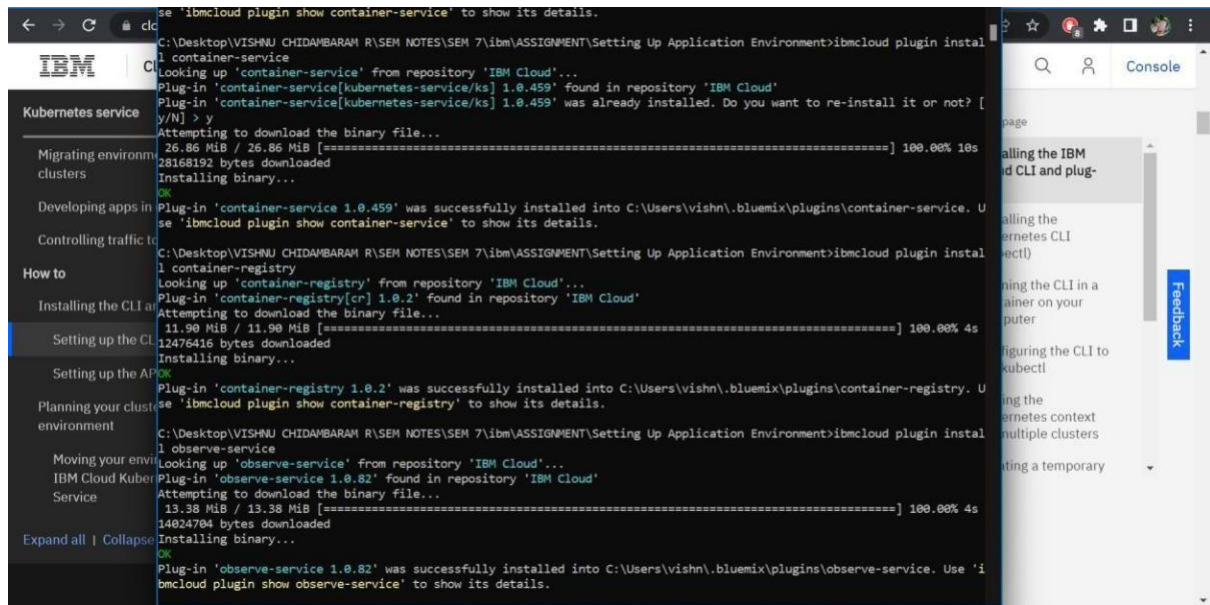 clo
se 'ibmcloud plugin show container-service' to show its details.
C:\Desktop\VISHNU CHIDAMBARAM R\SEM NOTES\SEM 7\ibm\ASSIGNMENT\Setting Up Application Environment>ibmcloud plugin instal
l container-service
Looking up 'container-service' from repository 'IBM Cloud'...
Plug-in 'container-service[kubernetes-service/ks] 1.0.459' found in repository 'IBM Cloud'
Plug-in 'container-service[kubernetes-service/ks] 1.0.459' was already installed. Do you want to re-install it or not? [
y/N] > y
Attempting to download the binary file...
26.86 MiB / 26.86 MiB [=====================================================================================] 100.00% 10s
28168192 bytes downloaded
Installing binary...
OK
Plug-in 'container-service 1.0.459' was successfully installed into C:\Users\vishn\.bluemix\plugins\container-service. U
se 'ibmcloud plugin show container-service' to show its details.
C:\Desktop\VISHNU CHIDAMBARAM R\SEM NOTES\SEM 7\ibm\ASSIGNMENT\Setting Up Application Environment>ibmcloud plugin instal
l container-registry
Looking up 'container-registry' from repository 'IBM Cloud'...
Plug-in 'container-registry[cr] 1.0.2' found in repository 'IBM Cloud'
Attempting to download the binary file...
11.90 MiB / 11.90 MiB [======================================================================================] 100.00% 4s
12476416 bytes downloaded
Installing binary...
OK
Plug-in 'container-registry 1.0.2' was successfully installed into C:\Users\vishn\.bluemix\plugins\container-registry. U
se 'ibmcloud plugin show container-registry' to show its details.
C:\Desktop\VISHNU CHIDAMBARAM R\SEM NOTES\SEM 7\ibm\ASSIGNMENT\Setting Up Application Environment>ibmcloud plugin instal
l observe-service
Looking up 'observe-service' from repository 'IBM Cloud'...
Plug-in 'observe-service 1.0.82' found in repository 'IBM Cloud'
Attempting to download the binary file...
13.38 MiB / 13.38 MiB [======================================================================================] 100.00% 4s
14024704 bytes downloaded
Installing binary...
OK
Plug-in 'observe-service 1.0.82' was successfully installed into C:\Users\vishn\.bluemix\plugins\observe-service. Use 'i
bmcloud plugin show observe-service' to show its details.
IBM
Console
Kubernetes service
Migrating environme
clusters
Developing apps in
Controlling traffic to
How to
Installing the CLI an
Setting up the CL
Setting up the AP
Planning your cluste
environment
Moving your envi
IBM Cloud Kuber
Service
Expand all | Collapse
page
alling the IBM
d CLI and plug-
alling the
ernetes CLI
ectl)
ning the CLI in a
ainer on your
puter
figuring the CLI to
kubectl
ing the
ernetes context
multiple clusters
ting a temporary
Feedback